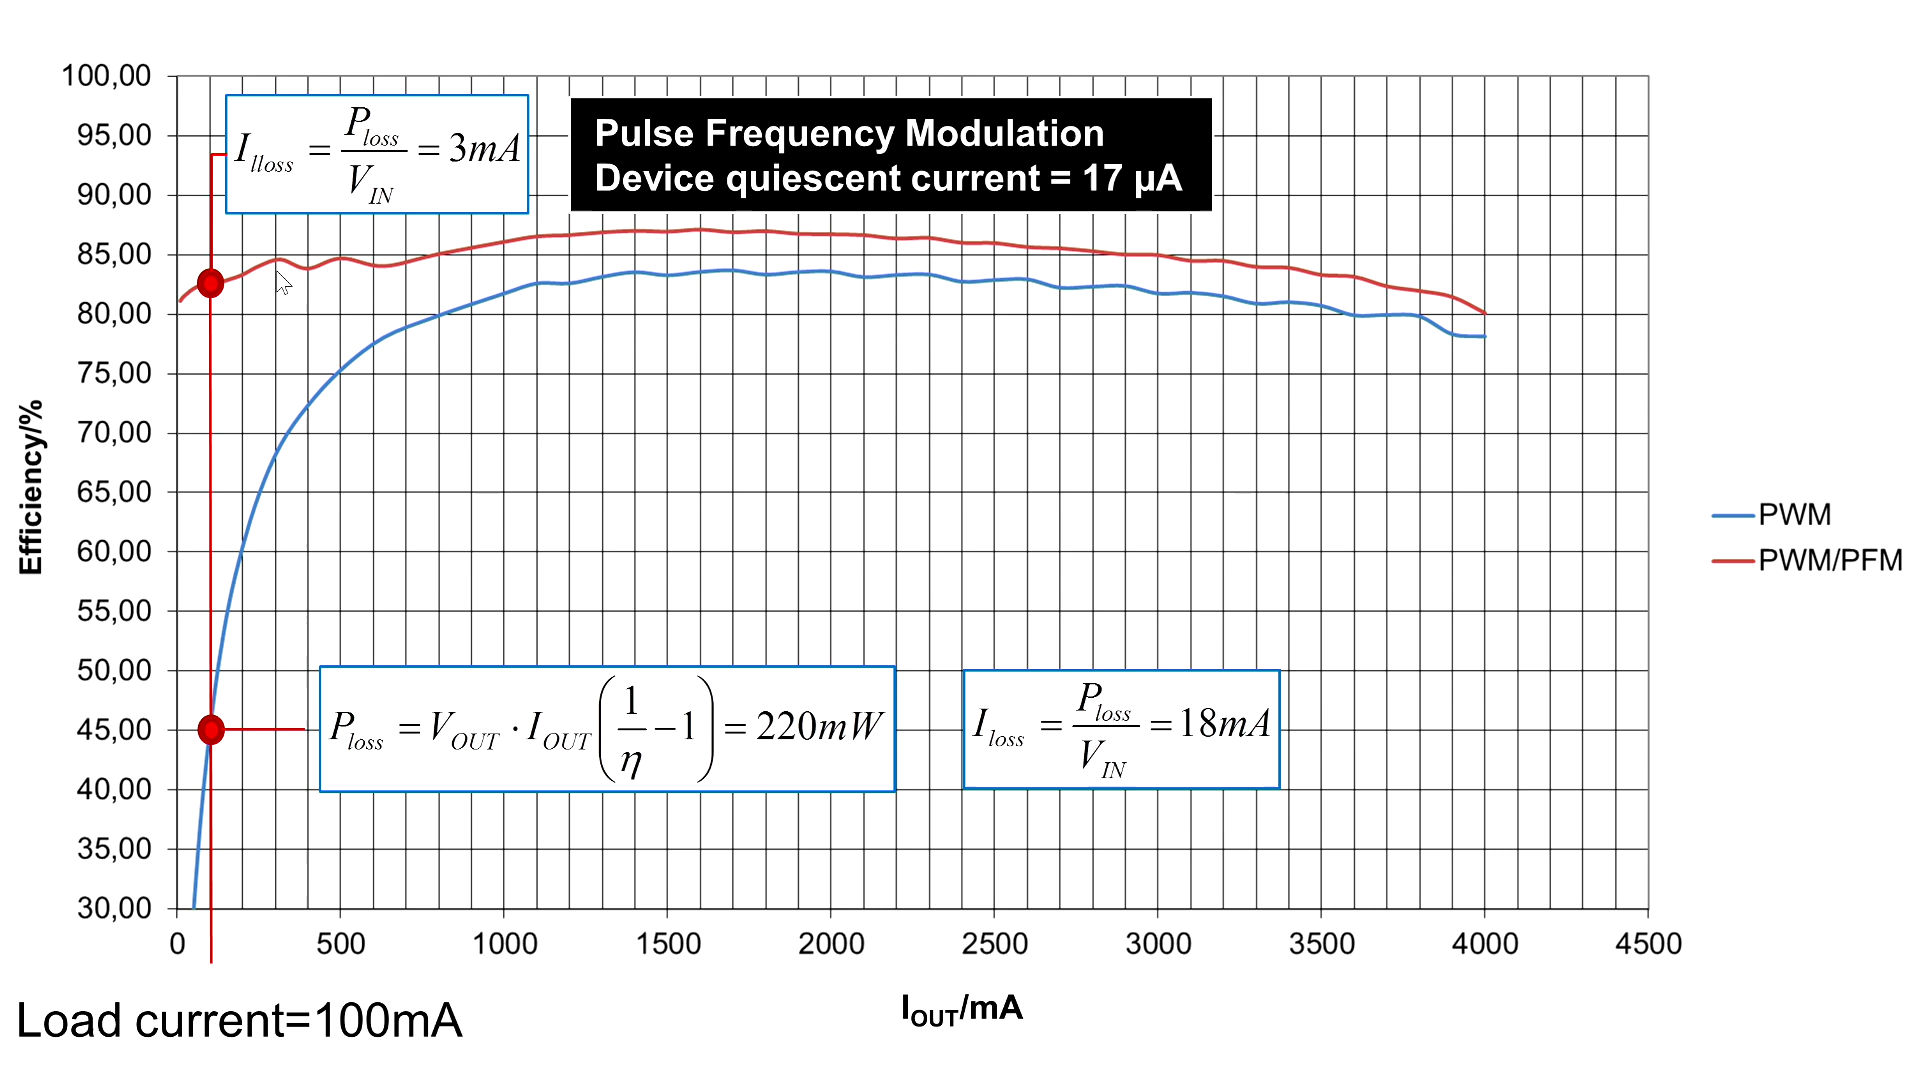 100,00
95,00
90,00
85,00
80,00
75,00
70,00
65,00
60,00
55,00
50,00
45,00
40,00
35,00
30,00
Efficiency/%
I_lloss = P_loss / V_IN = 3mA
Pulse Frequency Modulation
Device quiescent current = 17 µA
P_loss = V_OUT · I_OUT (1/η − 1) = 220mW
I_loss = P_loss / V_IN = 18mA
PWM
PWM/PFM
0 500 1000 1500 2000 2500 3000 3500 4000 4500
I_OUT/mA
Load current=100mA